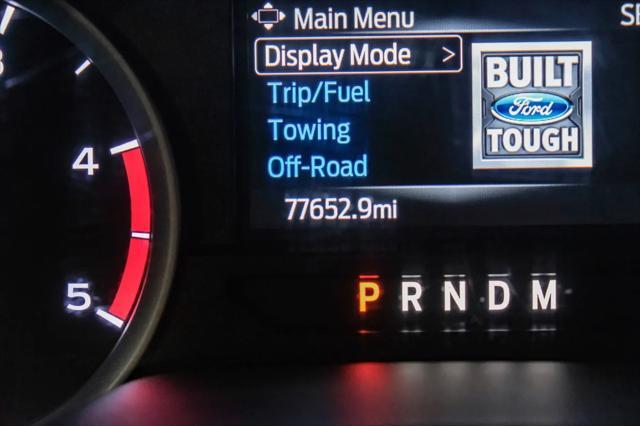 Main Menu
Display Mode >
Trip/Fuel
Towing
Off-Road
77652.9mi
BUILT
Ford
TOUGH
4
5
P R N D M